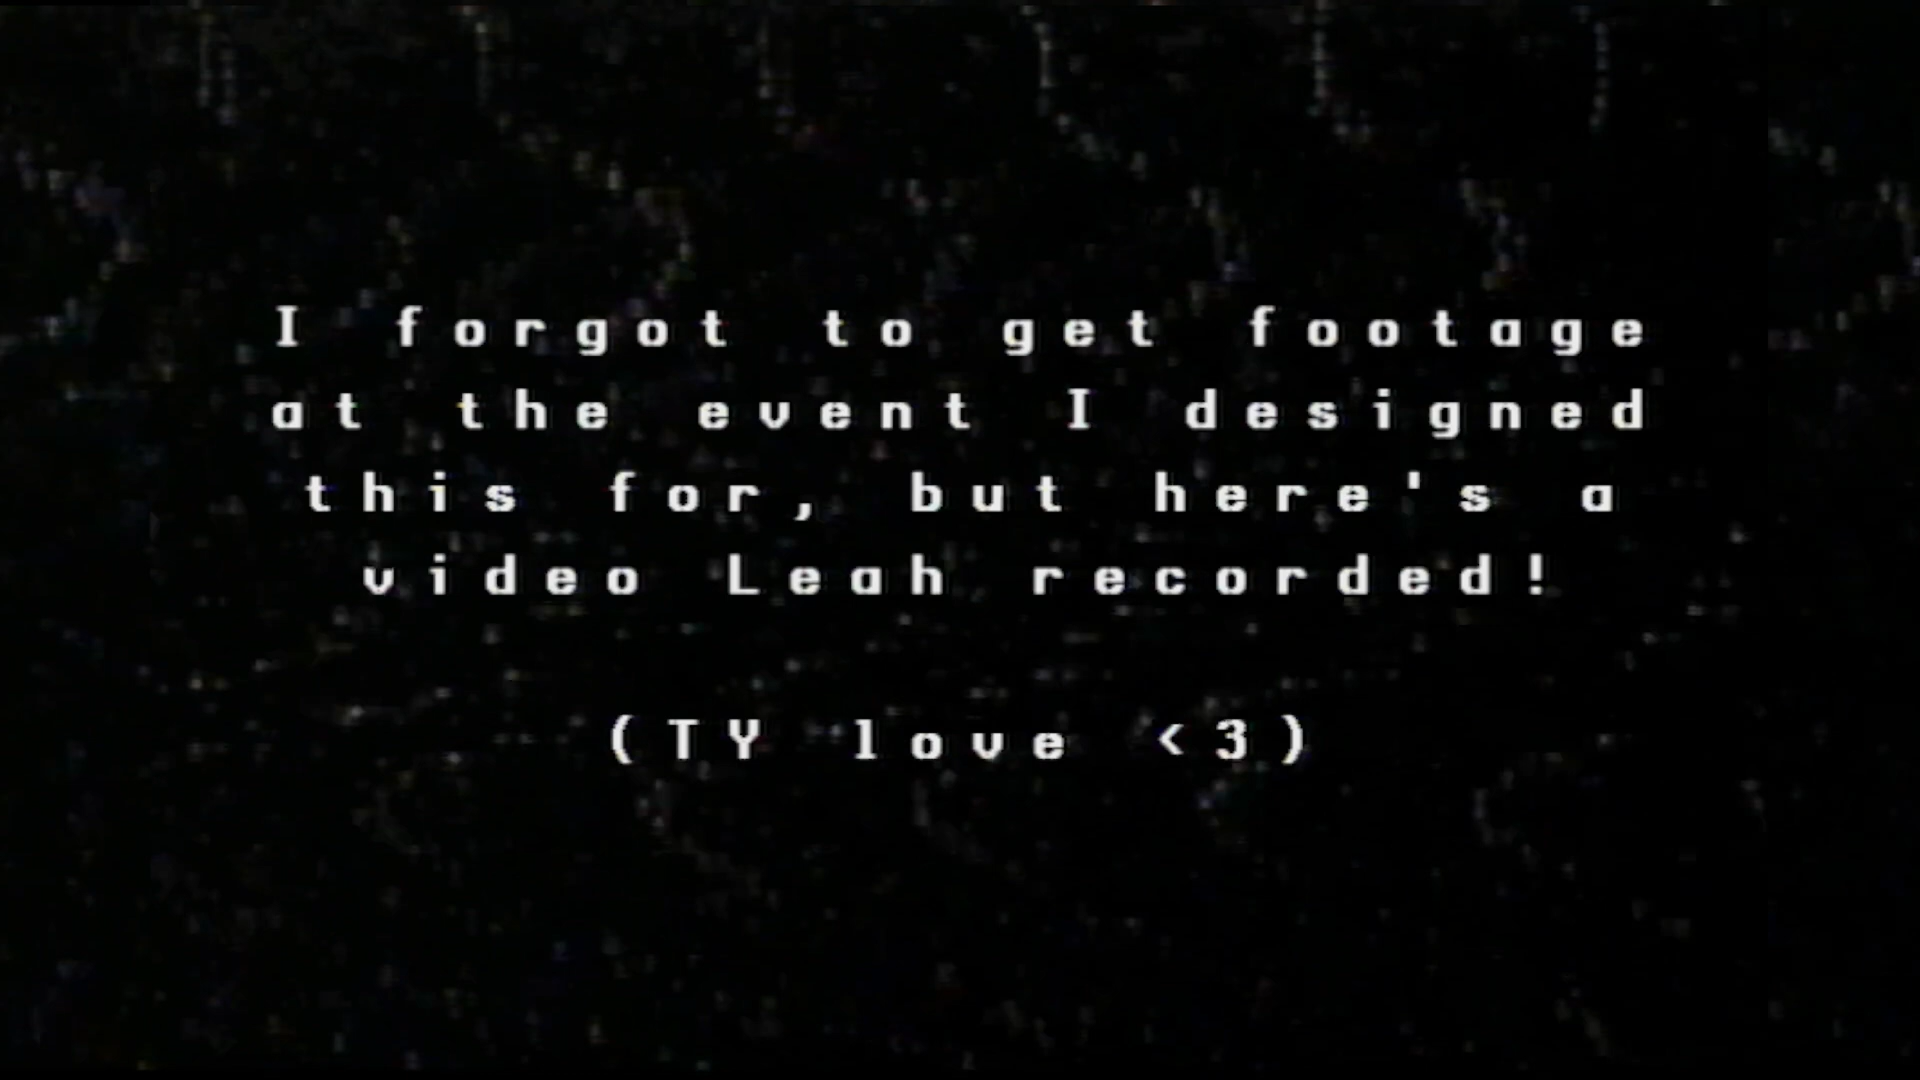 I forgot to get footage
at the event I designed
this for, but here's a
video Leah recorded!
(TY love <3)